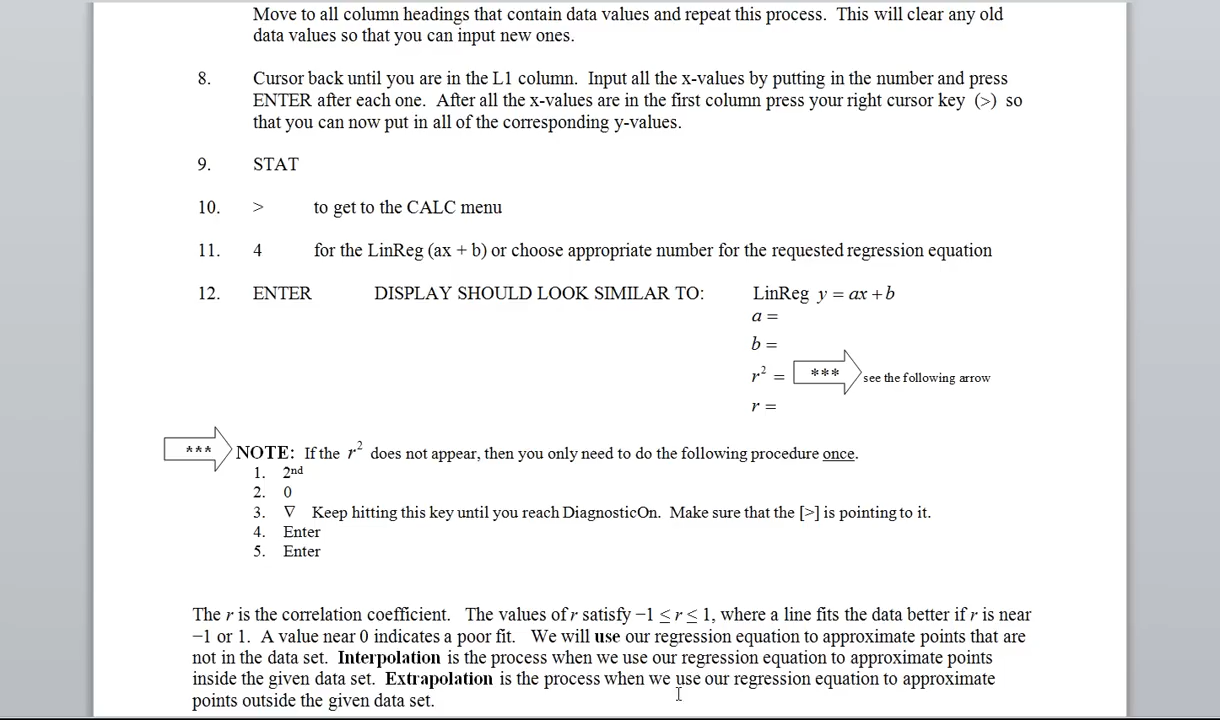 Move to all column headings that contain data values and repeat this process. This will clear any old
data values so that you can input new ones.
8. Cursor back until you are in the L1 column. Input all the x-values by putting in the number and press
ENTER after each one. After all the x-values are in the first column press your right cursor key (>) so
that you can now put in all of the corresponding y-values.
9. STAT
10. > to get to the CALC menu
11. 4 for the LinReg (ax + b) or choose appropriate number for the requested regression equation
12. ENTER DISPLAY SHOULD LOOK SIMILAR TO: LinReg y = ax + b
a =
b =
r² = *** see the following arrow
r =
*** NOTE: If the r² does not appear, then you only need to do the following procedure once.
1. 2nd
2. 0
3. ∇ Keep hitting this key until you reach DiagnosticOn. Make sure that the [>] is pointing to it.
4. Enter
5. Enter
The r is the correlation coefficient. The values of r satisfy −1 ≤ r ≤ 1, where a line fits the data better if r is near
−1 or 1. A value near 0 indicates a poor fit. We will use our regression equation to approximate points that are
not in the data set. Interpolation is the process when we use our regression equation to approximate points
inside the given data set. Extrapolation is the process when we use our regression equation to approximate
points outside the given data set.